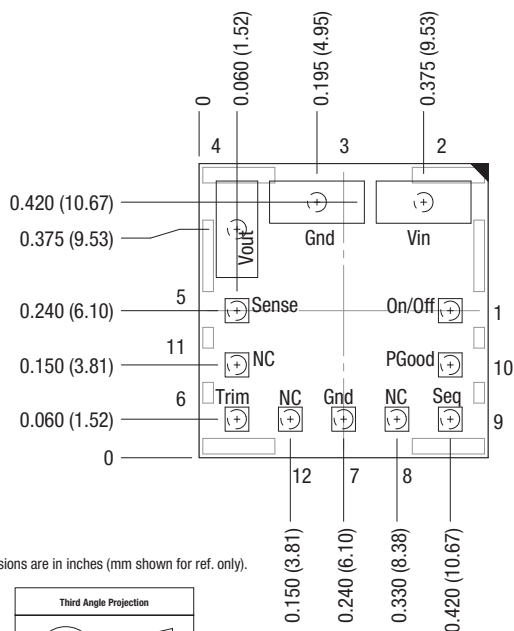 0
0.060 (1.52)
0.195 (4.95)
0.375 (9.53)
4
3
2
0.420 (10.67)
0.375 (9.53)
Vout
Gnd
Vin
0.240 (6.10)
5
Sense
On/Off
1
0.150 (3.81)
11
NC
PGood
10
0.060 (1.52)
6
Trim
NC
Gnd
NC
Seq
9
0
12
7
8
0.150 (3.81)
0.240 (6.10)
0.330 (8.38)
0.420 (10.67)
sions are in inches (mm shown for ref. only).
Third Angle Projection